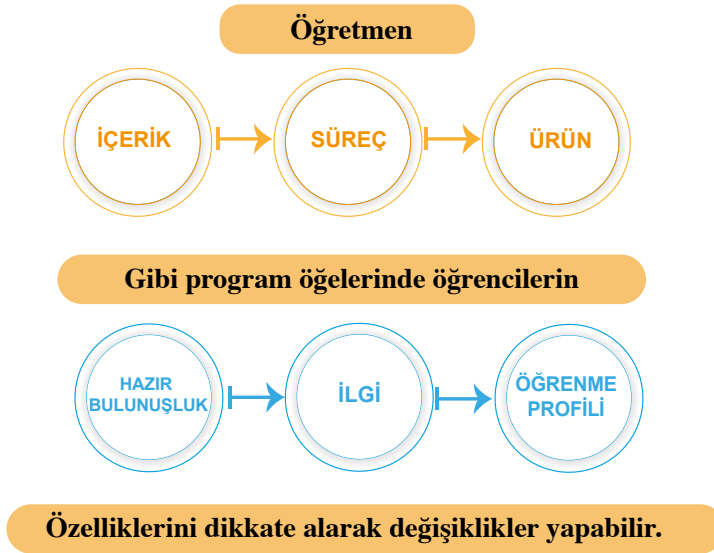 Öğretmen
İÇERİK SÜREÇ ÜRÜN
Gibi program öğelerinde öğrencilerin
HAZIR
BULUNUŞLUK
İLGİ
ÖĞRENME
PROFİLİ
Özelliklerini dikkate alarak değişiklikler yapabilir.